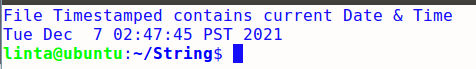 File Timestamped contains current Date & Time
Tue Dec  7 02:47:45 PST 2021
linta@ubuntu:~/String$